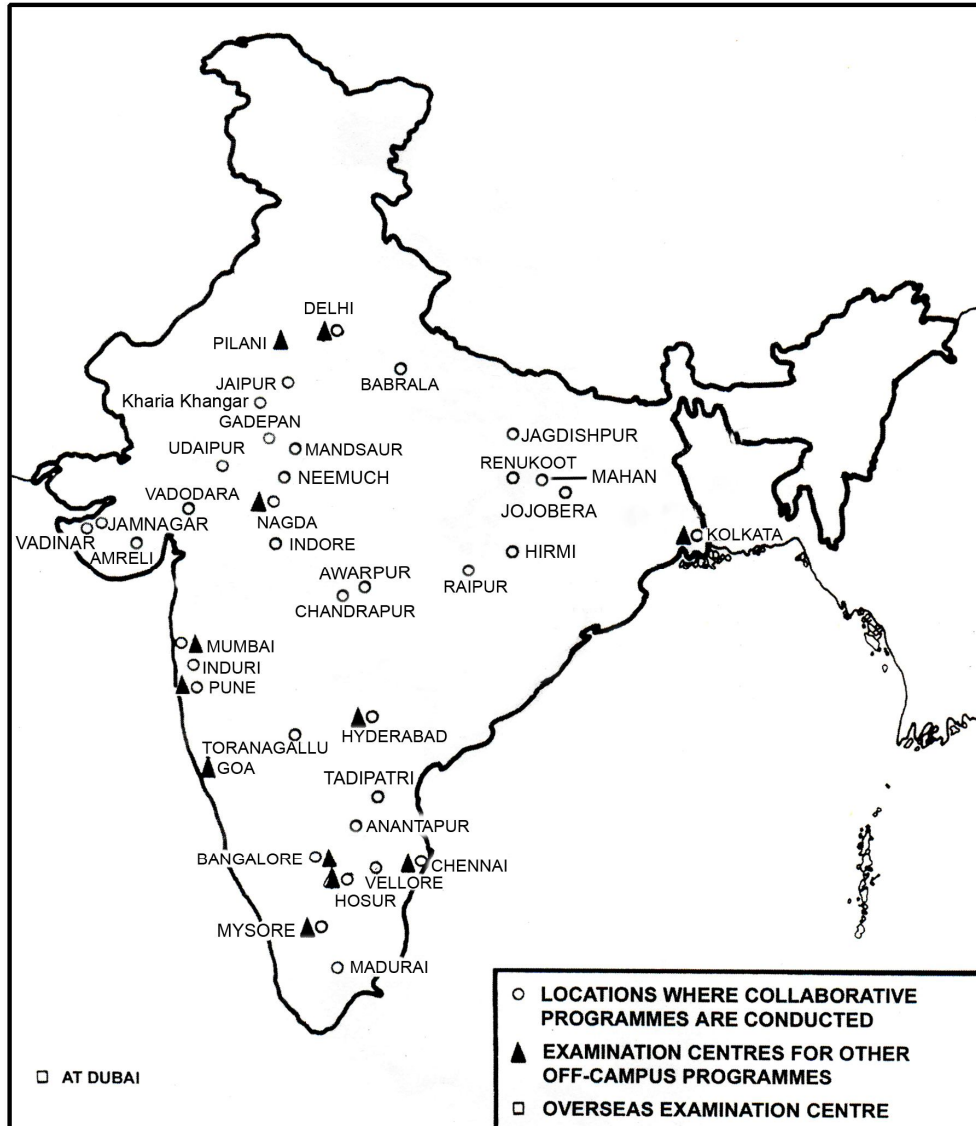 DELHI
PILANI
BABRALA
JAIPUR
Kharia Khangar
GADEPAN
JAGDISHPUR
UDAIPUR
MANDSAUR
RENUKOOT
NEEMUCH
MAHAN
VADODARA
JOJOBERA
NAGDA
JAMNAGAR
VADINAR
KOLKATA
INDORE
AMRELI
HIRMI
AWARPUR
RAIPUR
CHANDRAPUR
MUMBAI
INDURI
PUNE
HYDERABAD
TORANAGALLU
GOA
TADIPATRI
ANANTAPUR
BANGALORE
CHENNAI
VELLORE
HOSUR
MYSORE
MADURAI
LOCATIONS WHERE COLLABORATIVE
PROGRAMMES ARE CONDUCTED
EXAMINATION CENTRES FOR OTHER
OFF-CAMPUS PROGRAMMES
OVERSEAS EXAMINATION CENTRE
AT DUBAI